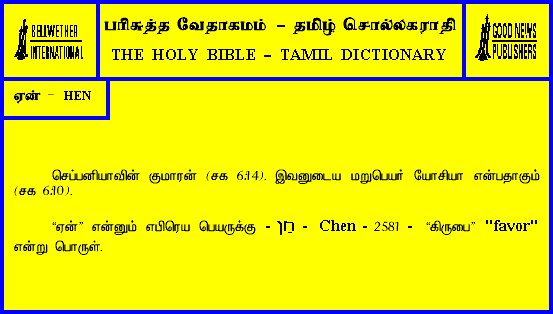 BELLWETHER
INTERNATIONAL
பரிசுத்த வேதாகமம் – தமிழ் சொல்லகராதி
THE HOLY BIBLE – TAMIL DICTIONARY
GOOD NEWS
PUBLISHERS
ஏன் – HEN
செப்பனியாவின் குமாரன் (சக 6:14). இவனுடைய மறுபெயர் யோசியா என்பதாகும்
(சக 6:10).
“ஏன்” என்னும் எபிரெய பெயருக்கு - חֵן - Chen - 2581 - “கிருபை” "favor"
என்று பொருள்.